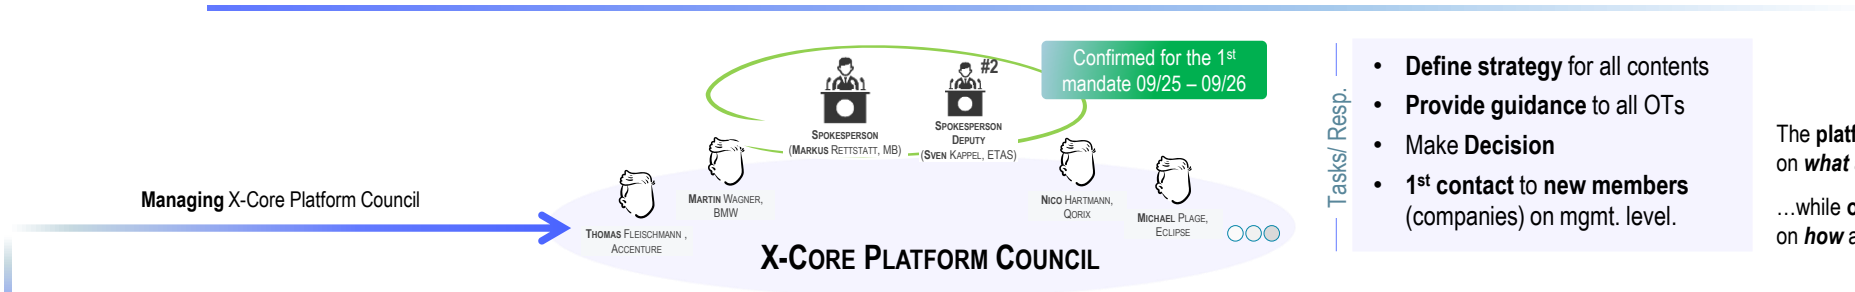 Managing X-Core Platform Council
Confirmed for the 1st
mandate 09/25 – 09/26
#2
SPOKESPERSON
(MARKUS RETTSTATT, MB)
SPOKESPERSON
DEPUTY
(SVEN KAPPEL, ETAS)
THOMAS FLEISCHMANN ,
ACCENTURE
MARTIN WAGNER,
BMW
NICO HARTMANN,
QORIX
MICHAEL PLAGE,
ECLIPSE
X-CORE PLATFORM COUNCIL
Tasks/ Resp.
• Define strategy for all contents
• Provide guidance to all OTs
• Make Decision
• 1st contact to new members
(companies) on mgmt. level.
The
on what
…while
on how